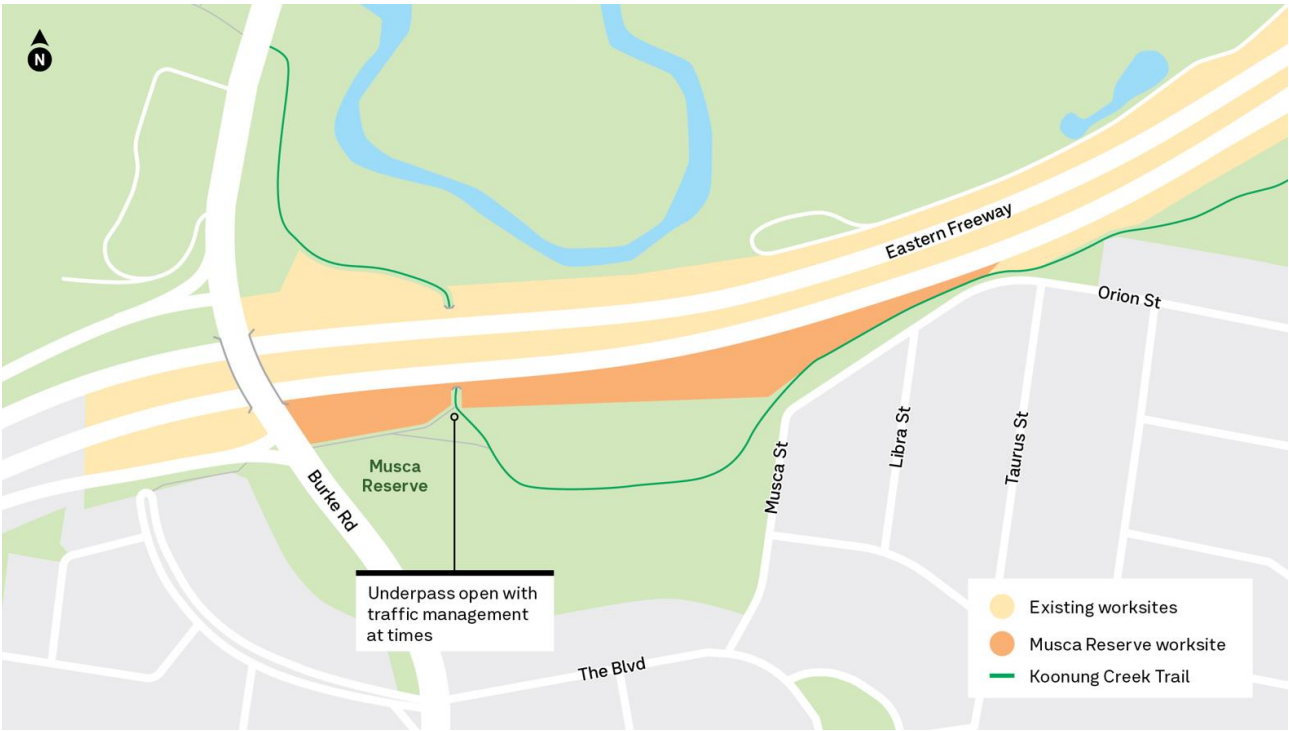 N
Eastern Freeway
Orion St
Musca
Reserve
Burke Rd
Musca St
Libra St
Taurus St
Underpass open with
traffic management
at times
The Blvd
Existing worksites
Musca Reserve worksite
Koonung Creek Trail